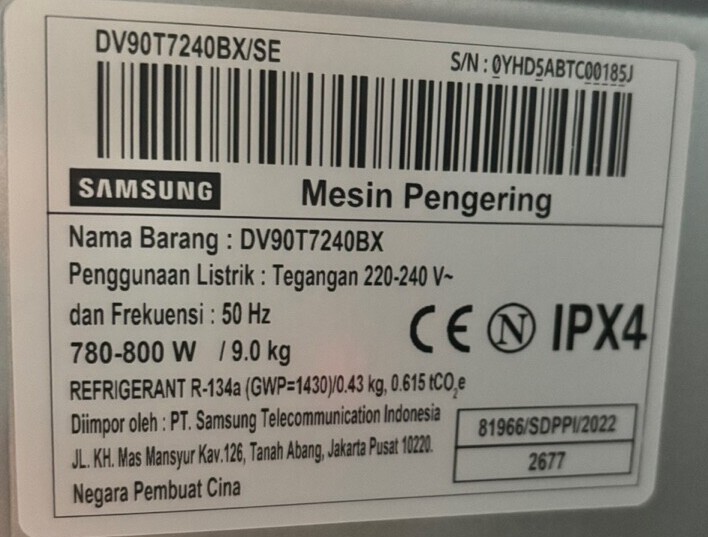 DV90T7240BX/SE
S/N : 0YHD5ABTC00185J
SAMSUNG
Mesin Pengering
Nama Barang : DV90T7240BX
Penggunaan Listrik : Tegangan 220-240 V~
dan Frekuensi : 50 Hz
780-800 W / 9.0 kg
CE N IPX4
REFRIGERANT R-134a (GWP=1430)/0.43 kg, 0.615 tCO₂e
Diimpor oleh : PT. Samsung Telecommunication Indonesia
JL. KH. Mas Mansyur Kav.126, Tanah Abang, Jakarta Pusat 10220.
Negara Pembuat Cina
81966/SDPPI/2022
2677